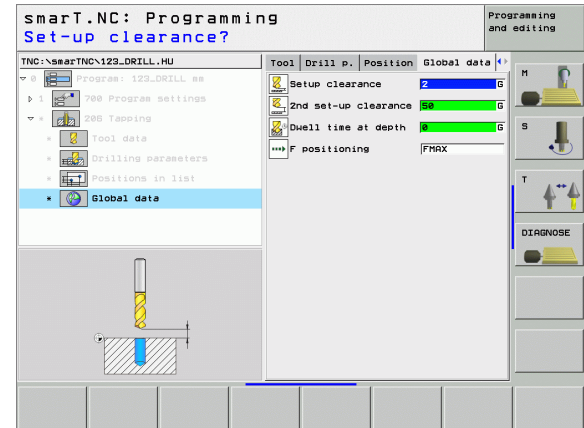 smarT.NC: Programming
Set-up clearance?
Programming
and editing
TNC:\smarTNC\123_DRILL.HU
0 Program: 123_DRILL mm
1 700 Program settings
* 206 Tapping
* Tool data
* Drilling parameters
* Positions in list
* Global data
Tool Drill p. Position Global data
Setup clearance 2 G
2nd set-up clearance 50 G
Dwell time at depth 0 G
F positioning FMAX
M
S
T
DIAGNOSE